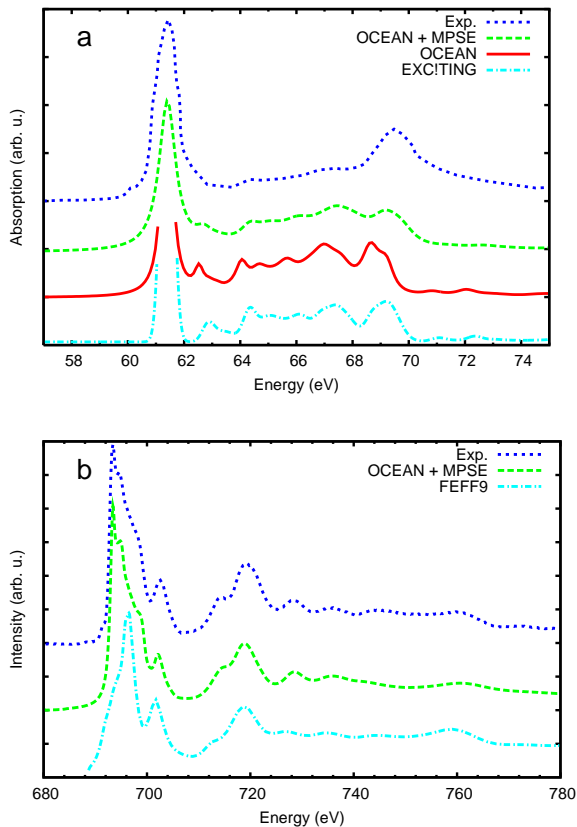 a
Exp.
OCEAN + MPSE
OCEAN
EXC!TING
Absorption (arb. u.)
58 60 62 64 66 68 70 72 74
Energy (eV)
b
Exp.
OCEAN + MPSE
FEFF9
Intensity (arb. u.)
680 700 720 740 760 780
Energy (eV)